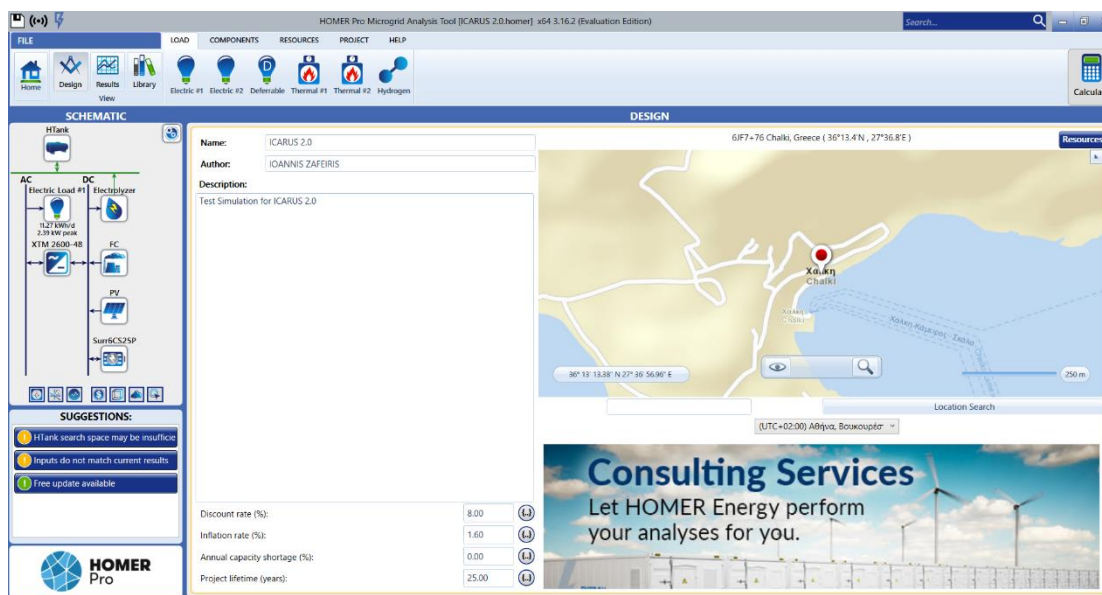 HOMER Pro Microgrid Analysis Tool [ICARUS 2.0.homer] x64 3.16.2 (Evaluation Edition)
Search...
FILE
LOAD COMPONENTS RESOURCES PROJECT HELP
Home
Design
Results
Library
View
Electric #1
Electric #2
Deferrable
Thermal #1
Thermal #2
Hydrogen
Calcula
SCHEMATIC
DESIGN
HTank
AC DC
Electric Load #1
Electrolyzer
11.27 kWh/d
2.39 kW peak
XTM 2600-48
FC
PV
Surr6CS25P
SUGGESTIONS:
HTank search space may be insufficie
Inputs do not match current results
Free update available
HOMER
Pro
Name: ICARUS 2.0
Author: IOANNIS ZAFEIRIS
Description:
Test Simulation for ICARUS 2.0
Discount rate (%): 8.00 {..}
Inflation rate (%): 1.60 {..}
Annual capacity shortage (%): 0.00 {..}
Project lifetime (years): 25.00 {..}
6JF7+76 Chalki, Greece ( 36°13.4'N , 27°36.8'E )
Resources
Χάλκη
Chalki
36° 13' 13.38" N 27° 36' 56.96" E
250 m
Location Search
(UTC+02:00) Αθήνα, Βουκουρέστ
Consulting Services
Let HOMER Energy perform
your analyses for you.